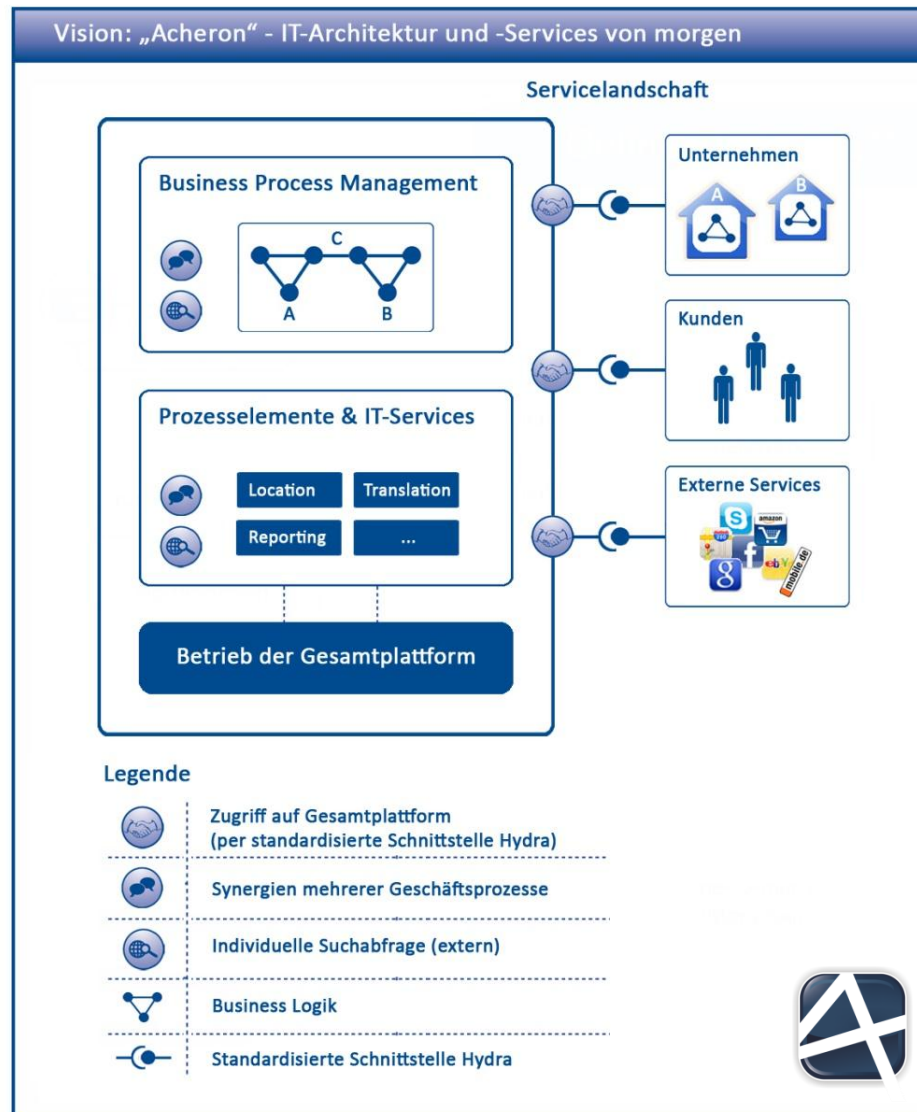 Vision: „Acheron“ - IT-Architektur und -Services von morgen
Servicelandschaft
Business Process Management
C
A
B
Prozesselemente & IT-Services
Location
Translation
Reporting
...
Betrieb der Gesamtplattform
Unternehmen
A
B
Kunden
Externe Services
S
amazon
g
f
ebY
mobile.de
Legende
Zugriff auf Gesamtplattform
(per standardisierte Schnittstelle Hydra)
Synergien mehrerer Geschäftsprozesse
Individuelle Suchabfrage (extern)
Business Logik
Standardisierte Schnittstelle Hydra